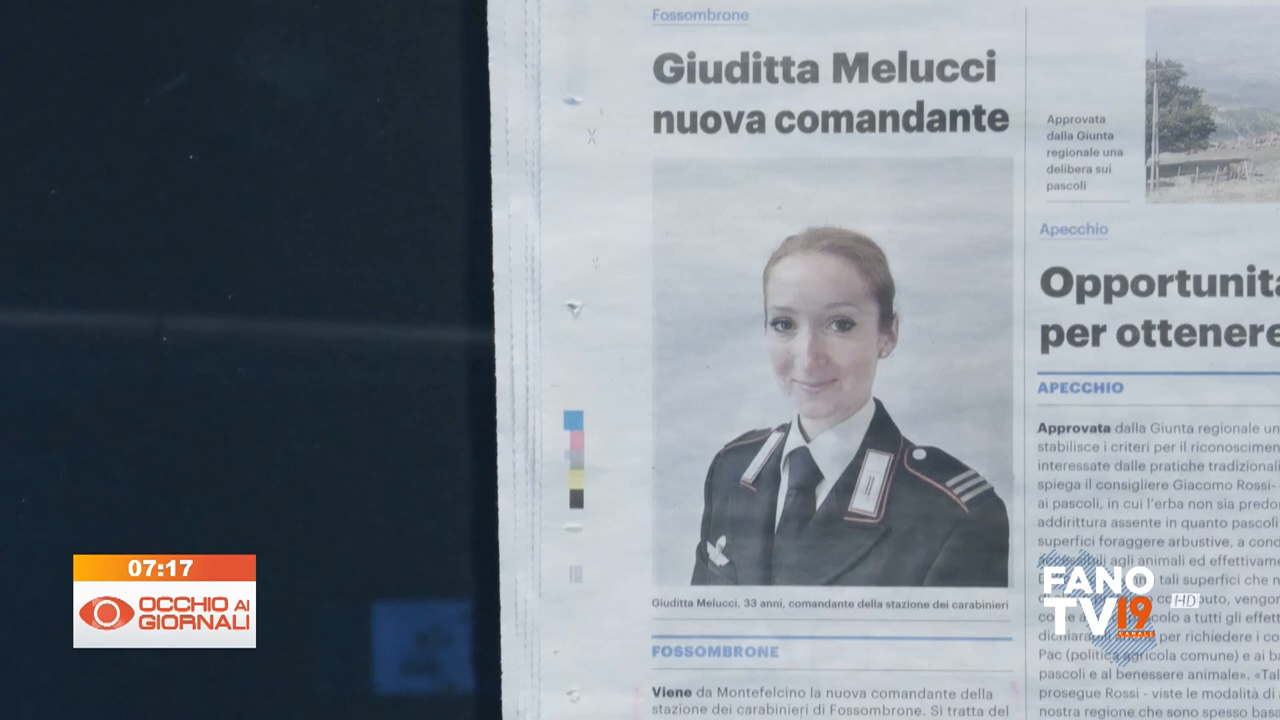 Fossombrone
Giuditta Melucci
nuova comandante
Giuditta Melucci, 33 anni, comandante della stazione dei carabinieri
FOSSOMBRONE
Viene da Montefelcino la nuova comandante della
stazione dei carabinieri di Fossombrone. Si tratta del
Approvata
dalla Giunta
regionale una
delibera sui
pascoli
Apecchio
Opportunità
per ottenere
APECCHIO
Approvata dalla Giunta regionale un
stabilisce i criteri per il riconoscimen
interessate dalle pratiche tradizionali
spiega il consigliere Giacomo Rossi-
ai pascoli, in cui l'erba non sia predo
addirittura assente in quanto pascoli
superfici foraggere arbustive, a cond
agli animali ed effettivame
tali superfici che n
vengon
a tutti gli effett
per richiedere i co
Pac (politica agricola comune) e ai ba
pascoli e al benessere animale». «Tal
prosegue Rossi - viste le modalità di
nostra regione che sono spesso basa
07:17
OCCHIO AI
GIORNALI
FANO
TV 19
CANALE
HD